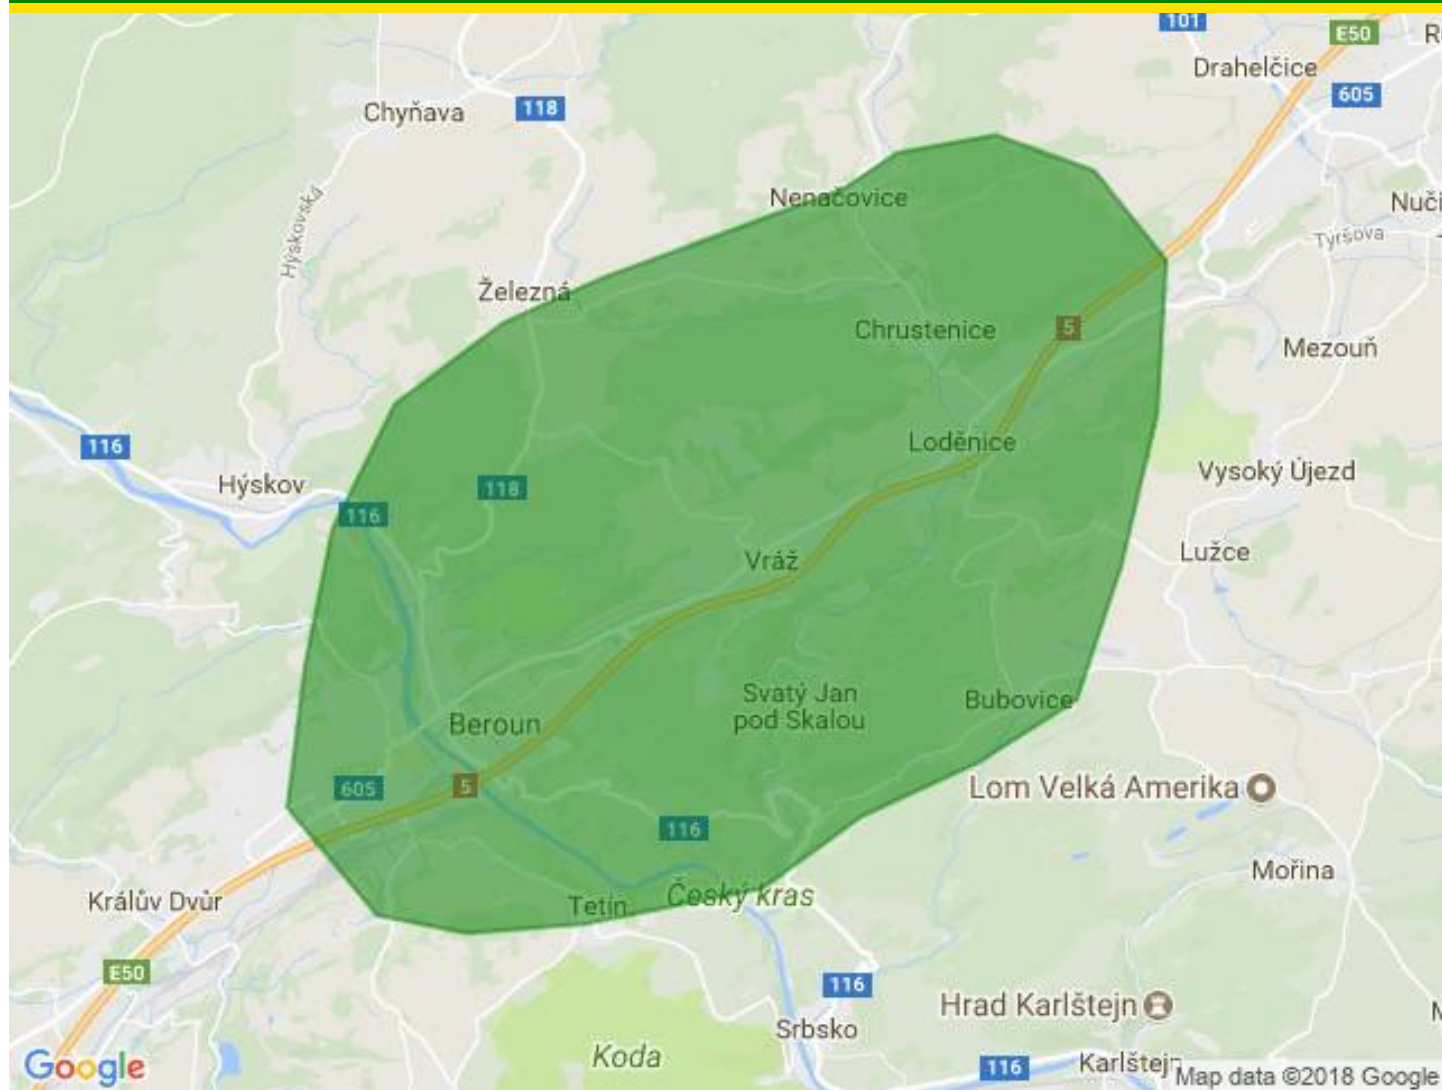 101
E50
R
Drahelčice
605
Chyňava
118
Nenačovice
Nuči
Hýskovská
Tyršova
Železná
Chrustenice
5
Mezouň
116
Loděnice
Hýskov
118
Vysoký Újezd
116
Vráž
Lužce
Svatý Jan
pod Skalou
Bubovice
Beroun
605
5
Lom Velká Amerika
116
Mořina
Králův Dvůr
Tetín
Český kras
E50
116
Hrad Karlštejn
Srbsko
Koda
Google
116
Karlštejn
Map data ©2018 Google